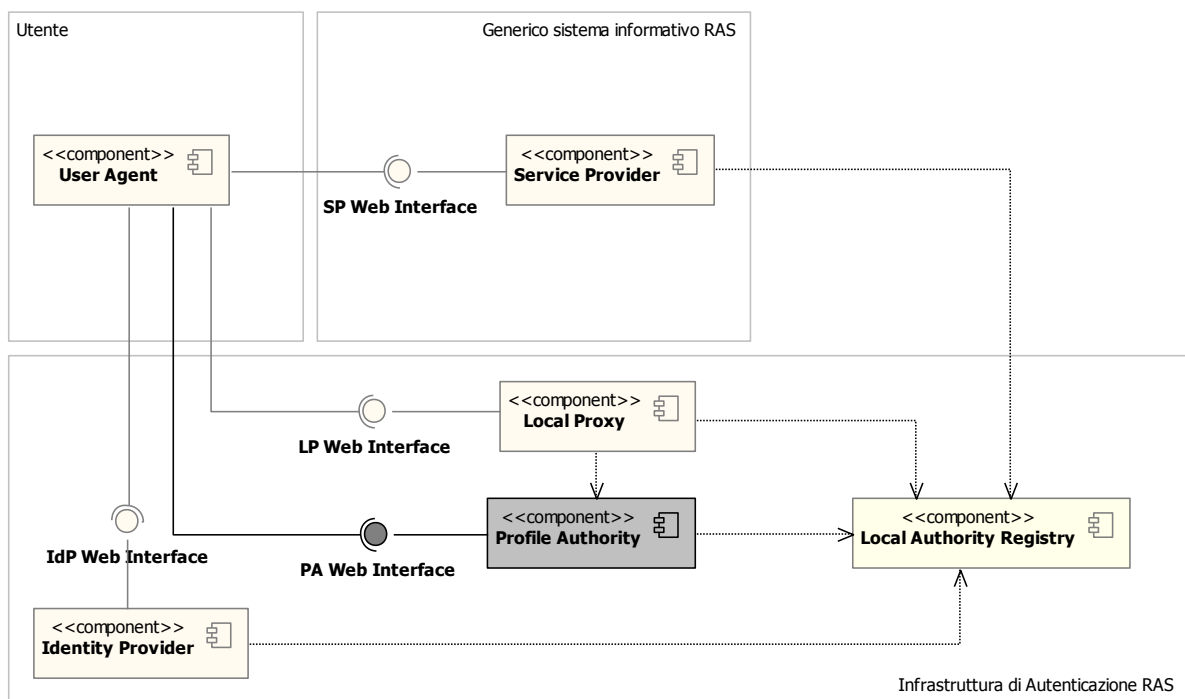 Utente
Generico sistema informativo RAS
<<component>>
User Agent
<<component>>
Service Provider
SP Web Interface
<<component>>
Local Proxy
LP Web Interface
<<component>>
Profile Authority
<<component>>
Local Authority Registry
IdP Web Interface
PA Web Interface
<<component>>
Identity Provider
Infrastruttura di Autenticazione RAS